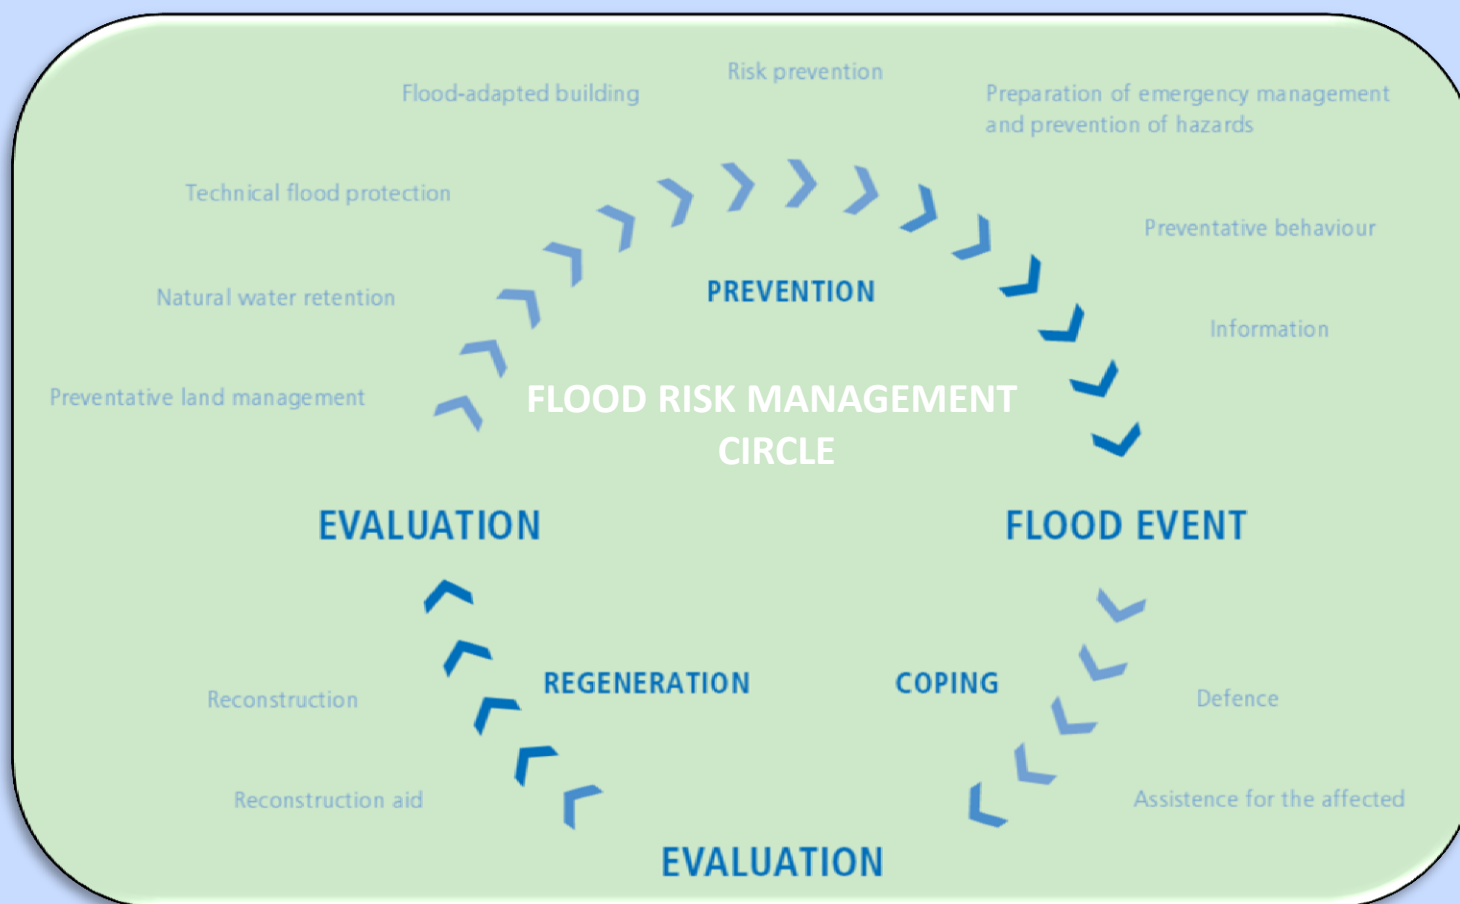 Risk prevention
Flood-adapted building
Preparation of emergency management
and prevention of hazards
Technical flood protection
Preventative behaviour
PREVENTION
Natural water retention
Information
Preventative land management
FLOOD RISK MANAGEMENT
CIRCLE
EVALUATION
FLOOD EVENT
REGENERATION
COPING
Reconstruction
Defence
Reconstruction aid
Assistence for the affected
EVALUATION